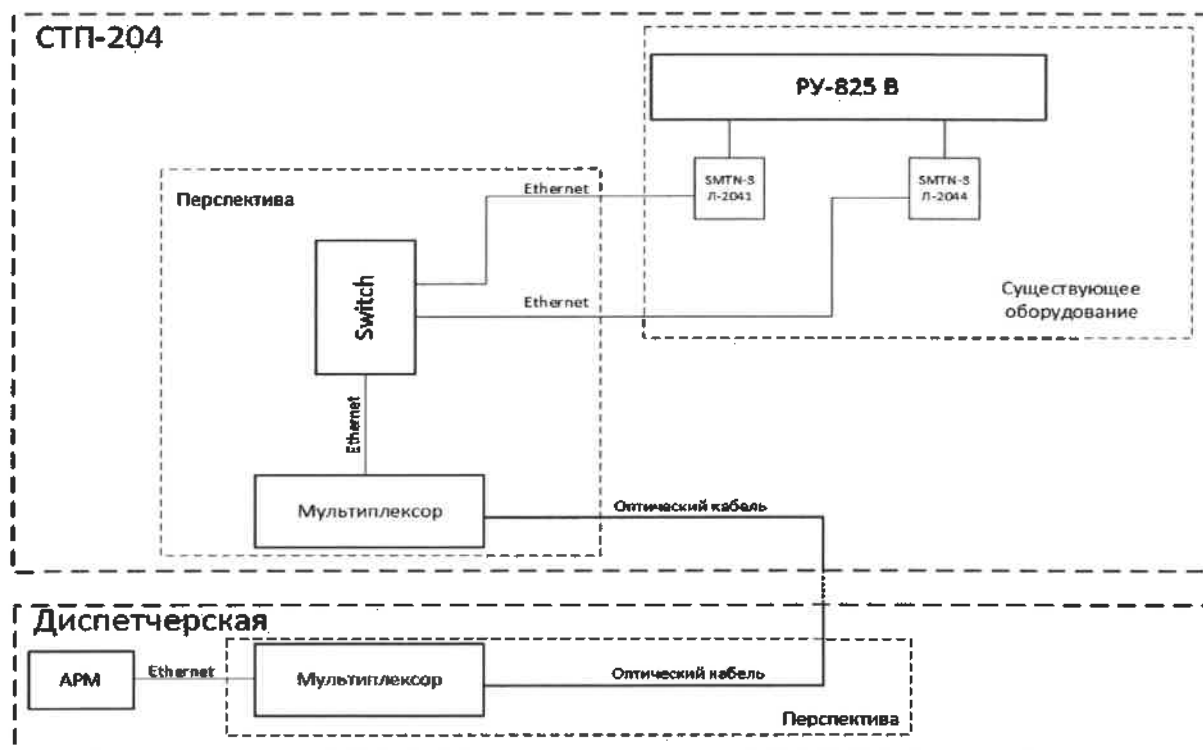 СТП-204
РУ-825 В
SMTN-3
Л-2041
SMTN-3
Л-2044
Ethernet
Перспектива
Switch
Ethernet
Существующее
оборудование
Ethernet
Мультиплексор
Оптический кабель
Диспетчерская
АРМ
Ethernet
Мультиплексор
Оптический кабель
Перспектива